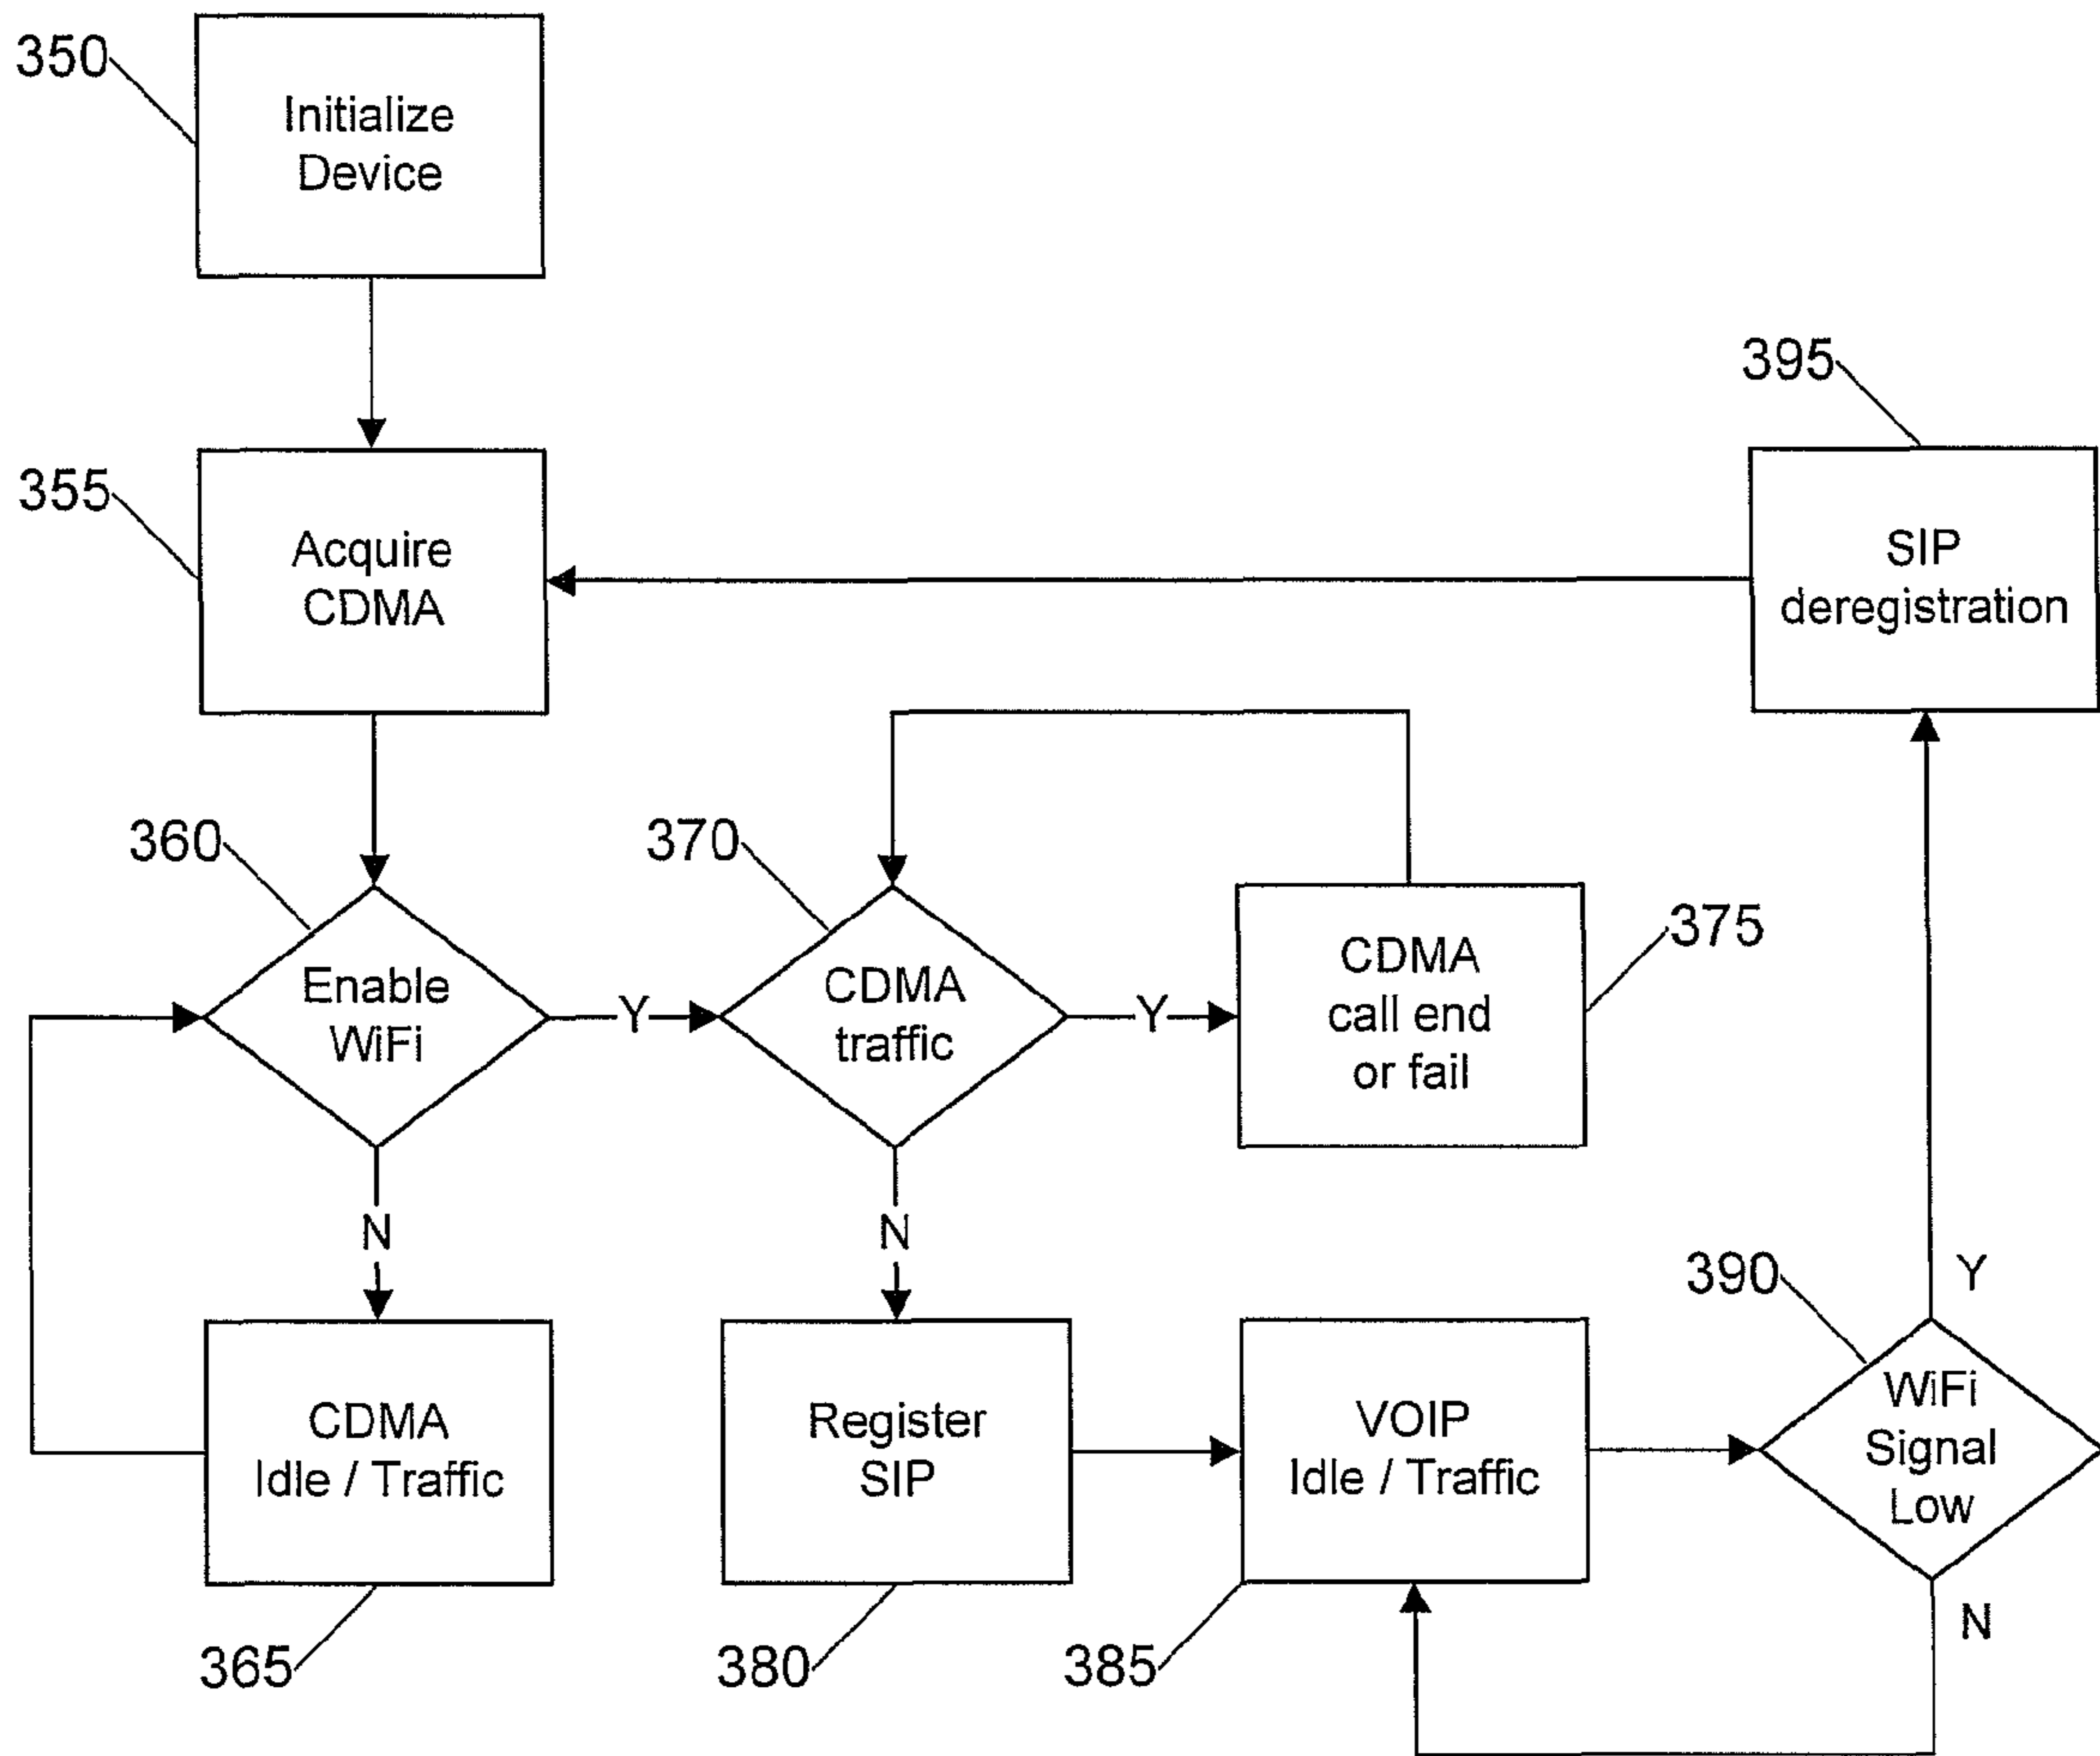 350
Initialize
Device
395
355
Acquire
CDMA
SIP
deregistration
360
370
375
Enable
WiFi
Y
CDMA
traffic
Y
CDMA
call end
or fail
N
N
390
Y
CDMA
Idle / Traffic
Register
SIP
VOIP
Idle / Traffic
WiFi
Signal
Low
N
365
380
385